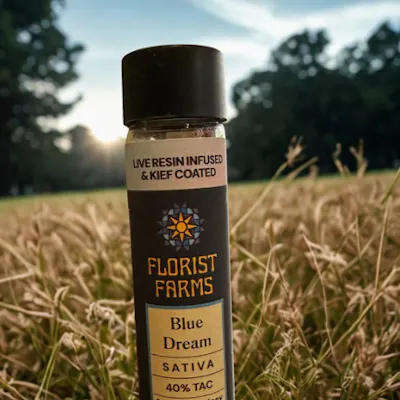 LIVE RESIN INFUSED
& KIEF COATED
FLORIST
FARMS
Blue
Dream
SATIVA
40% TAC